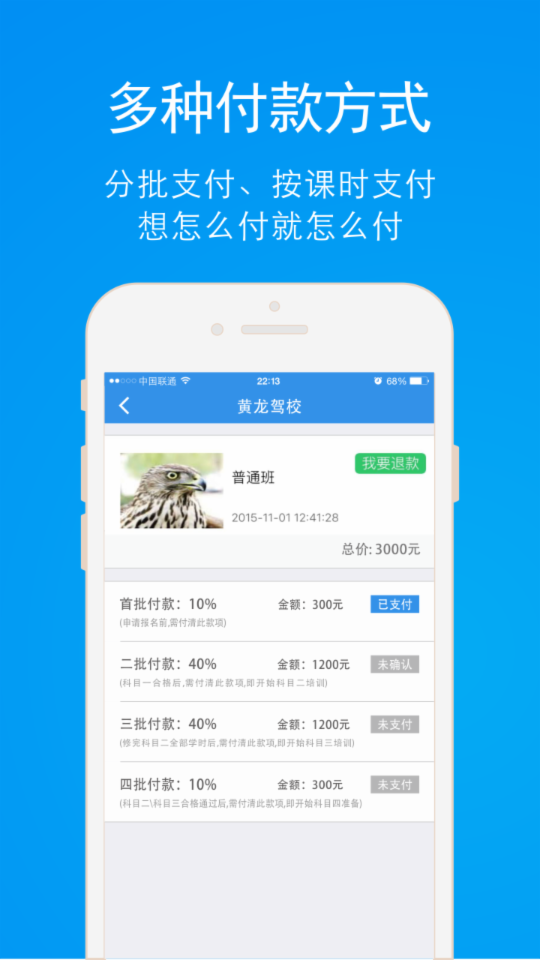 多种付款方式
分批支付、按课时支付
想怎么付就怎么付
中国联通 22:13 68%
黄龙驾校
我要退款
普通班
2015-11-01 12:41:28
总价: 3000元
首批付款：10% 金额：300元 已支付
(申请报名前,需付清此款项)
二批付款：40% 金额：1200元 未确认
(科目一合格后,需付清此款项,即开始科目二培训)
三批付款：40% 金额：1200元 未支付
(修完科目二全部学时后,需付清此款项,即开始科目三培训)
四批付款：10% 金额：300元 未支付
(科目二\科目三合格通过后,需付清此款项,即开始科目四准备)